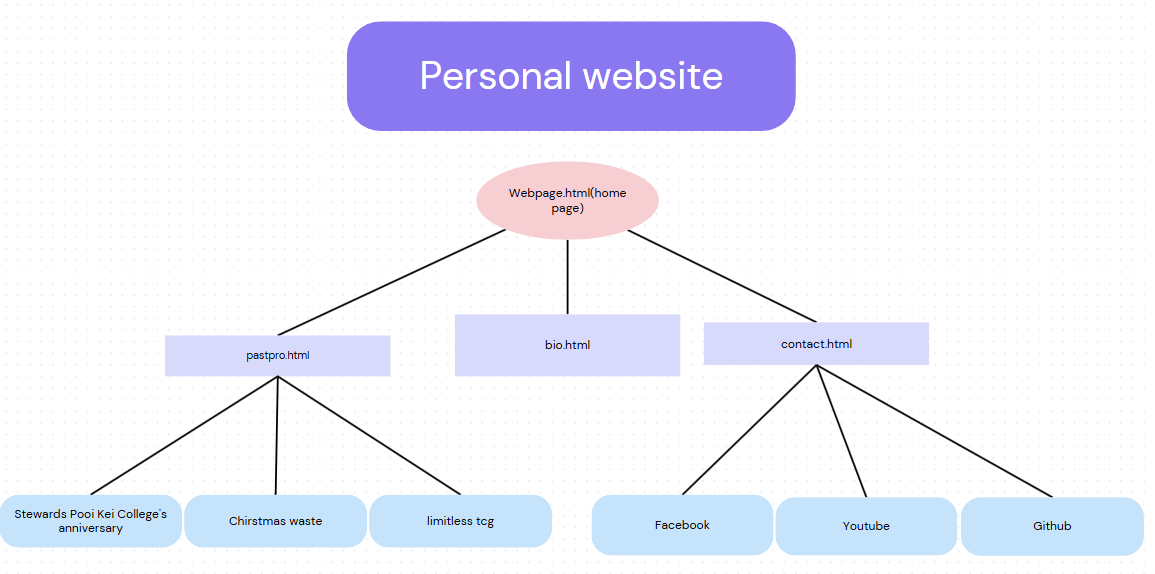 Personal website
Webpage.html(home
page)
pastpro.html
bio.html
contact.html
Stewards Pooi Kei College's
anniversary
Chirstmas waste
limitless tcg
Facebook
Youtube
Github